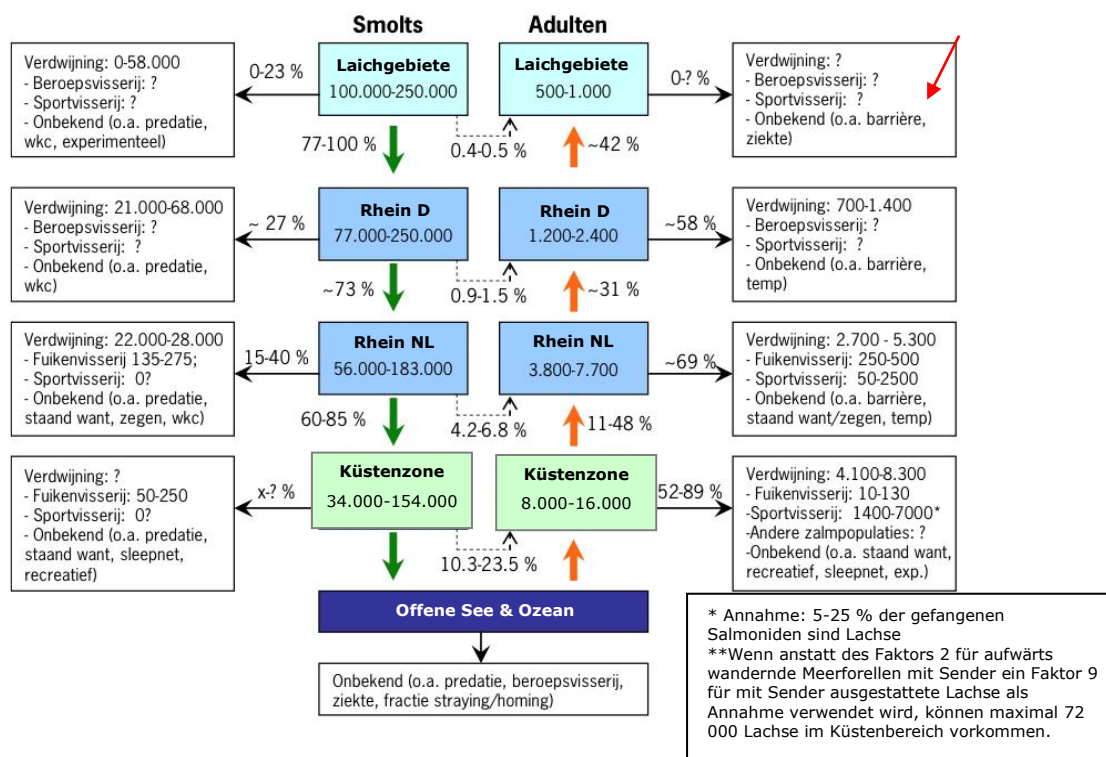 Smolts
Adulten
Verdwijning: 0-58.000
- Beroepsvisserij: ?
- Sportvisserij: ?
- Onbekend (o.a. predatie,
wkc, experimenteel)
0-23 %
Laichgebiete
100.000-250.000
Laichgebiete
500-1.000
0-? %
Verdwijning: ?
- Beroepsvisserij: ?
- Sportvisserij: ?
- Onbekend (o.a. barrière,
ziekte)
77-100 %
0.4-0.5 %
~42 %
Verdwijning: 21.000-68.000
- Beroepsvisserij: ?
- Sportvisserij: ?
- Onbekend (o.a. predatie,
wkc)
~ 27 %
Rhein D
77.000-250.000
Rhein D
1.200-2.400
~58 %
Verdwijning: 700-1.400
- Beroepsvisserij: ?
- Sportvisserij: ?
- Onbekend (o.a. barrière,
temp)
~73 %
0.9-1.5 %
~31 %
Verdwijning: 22.000-28.000
- Fuikenvisserij 135-275;
- Sportvisserij: 0?
- Onbekend (o.a. predatie,
staand want, zegen, wkc)
15-40 %
Rhein NL
56.000-183.000
Rhein NL
3.800-7.700
~69 %
2.700 - 5.300
- Fuikenvisserij: 250-500
- Sportvisserij: 50-2500
- Onbekend (o.a. barrière,
staand want/zegen, temp)
60-85 %
4.2-6.8 %
11-48 %
Verdwijning: ?
- Fuikenvisserij: 50-250
- Sportvisserij: 0?
- Onbekend (o.a. predatie,
staand want, sleepnet,
recreatief)
x-? %
Küstenzone
34.000-154.000
Küstenzone
8.000-16.000
52-89 %
Verdwijning: 4.100-8.300
- Fuikenvisserij: 10-130
-Sportvisserij: 1400-7000*
-Andere zalmpopulaties: ?
-Onbekend (o.a. staand want,
recreatief, sleepnet, exp.)
10.3-23.5 %
Offene See & Ozean
Onbekend (o.a. predatie, beroepsvisserij,
ziekte, fractie straying/homing)
* Annahme: 5-25 % der gefangenen
Salmoniden sind Lachse
**Wenn anstatt des Faktors 2 für aufwärts
wandernde Meerforellen mit Sender ein Faktor 9
für mit Sender ausgestattete Lachse als
Annahme verwendet wird, können maximal 72
000 Lachse im Küstenbereich vorkommen.